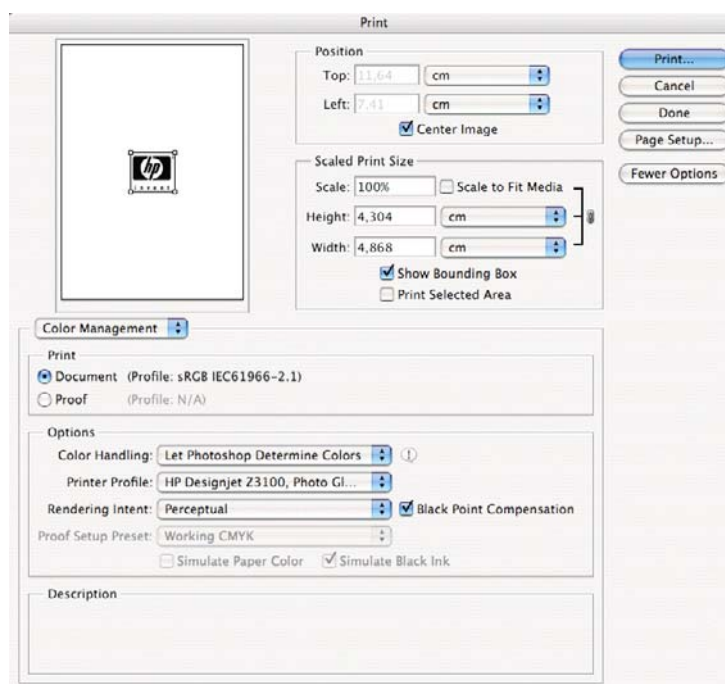 Print
hp
invent
Position
Top: 11,64 cm
Left: 7.41 cm
Center Image
Scaled Print Size
Scale: 100% Scale to Fit Media
Height: 4,304 cm
Width: 4,868 cm
Show Bounding Box
Print Selected Area
Print...
Cancel
Done
Page Setup...
Fewer Options
Color Management
Print
Document (Profile: sRGB IEC61966-2.1)
Proof (Profile: N/A)
Options
Color Handling: Let Photoshop Determine Colors
Printer Profile: HP Designjet Z3100, Photo Gl...
Rendering Intent: Perceptual Black Point Compensation
Proof Setup Preset: Working CMYK
Simulate Paper Color Simulate Black Ink
Description